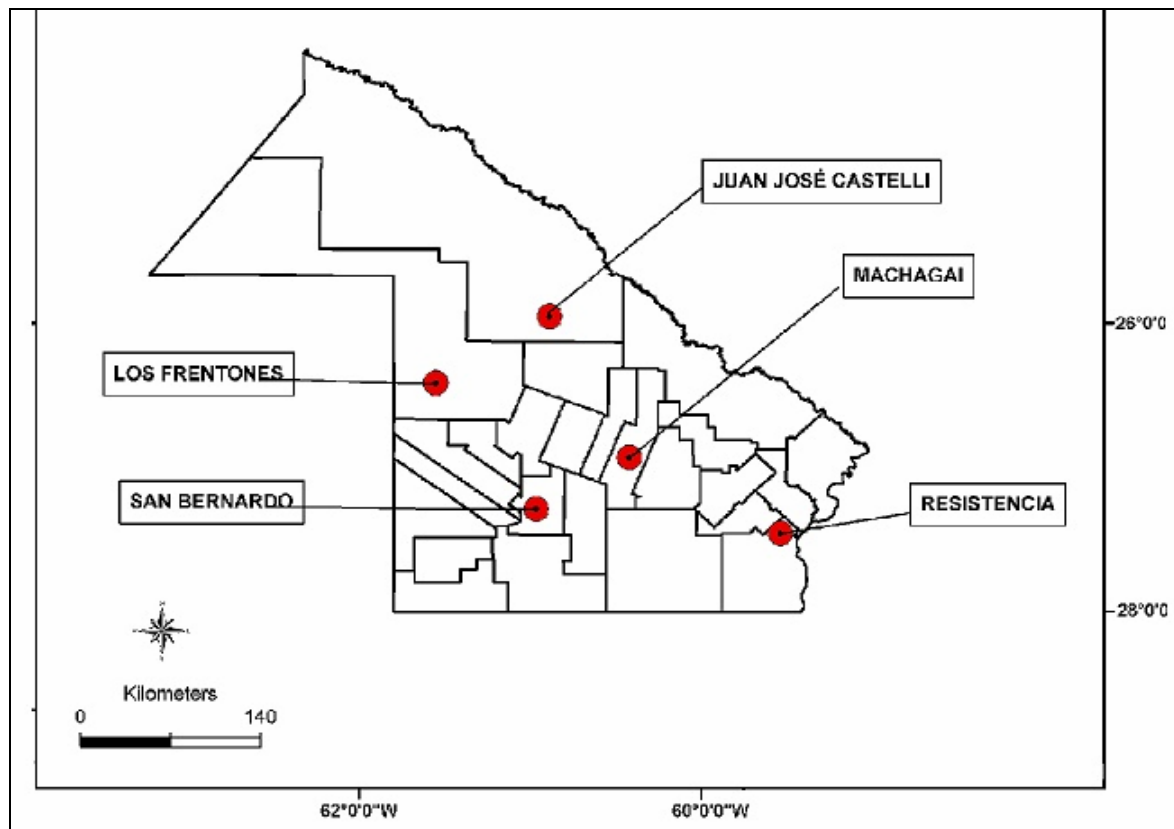 JUAN JOSÉ CASTELLI
MACHAGAI
26°0'0
LOS FRENTONES
SAN BERNARDO
RESISTENCIA
28°0'0
Kilometers
0 140
62°0'0"W 60°0'0"W